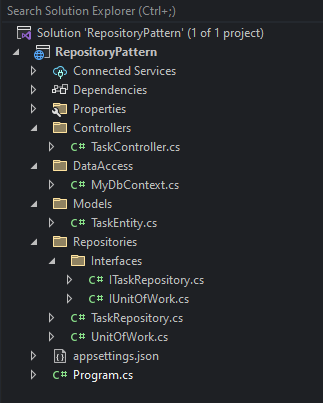 Search Solution Explorer (Ctrl+;)
Solution 'RepositoryPattern' (1 of 1 project)
RepositoryPattern
Connected Services
Dependencies
Properties
Controllers
C# TaskController.cs
DataAccess
C# MyDbContext.cs
Models
C# TaskEntity.cs
Repositories
Interfaces
C# ITaskRepository.cs
C# IUnitOfWork.cs
C# TaskRepository.cs
C# UnitOfWork.cs
appsettings.json
C# Program.cs